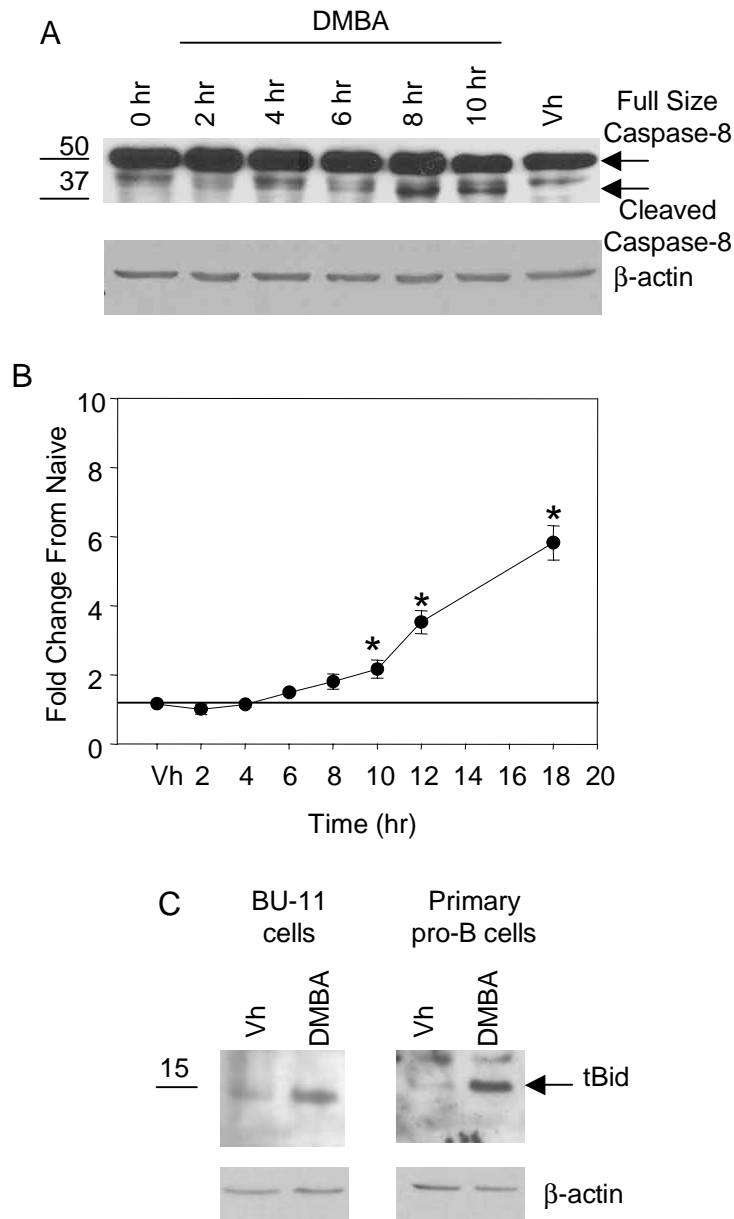 A
DMBA
0 hr
2 hr
4 hr
6 hr
8 hr
10 hr
Vh
Full Size
Caspase-8
50
37
Cleaved
Caspase-8
β-actin
B
Fold Change From Naive
10
8
6
4
2
0
*
*
*
Vh 2 4 6 8 10 12 14 16 18 20
Time (hr)
C
BU-11
cells
Primary
pro-B cells
Vh
DMBA
Vh
DMBA
15
tBid
β-actin